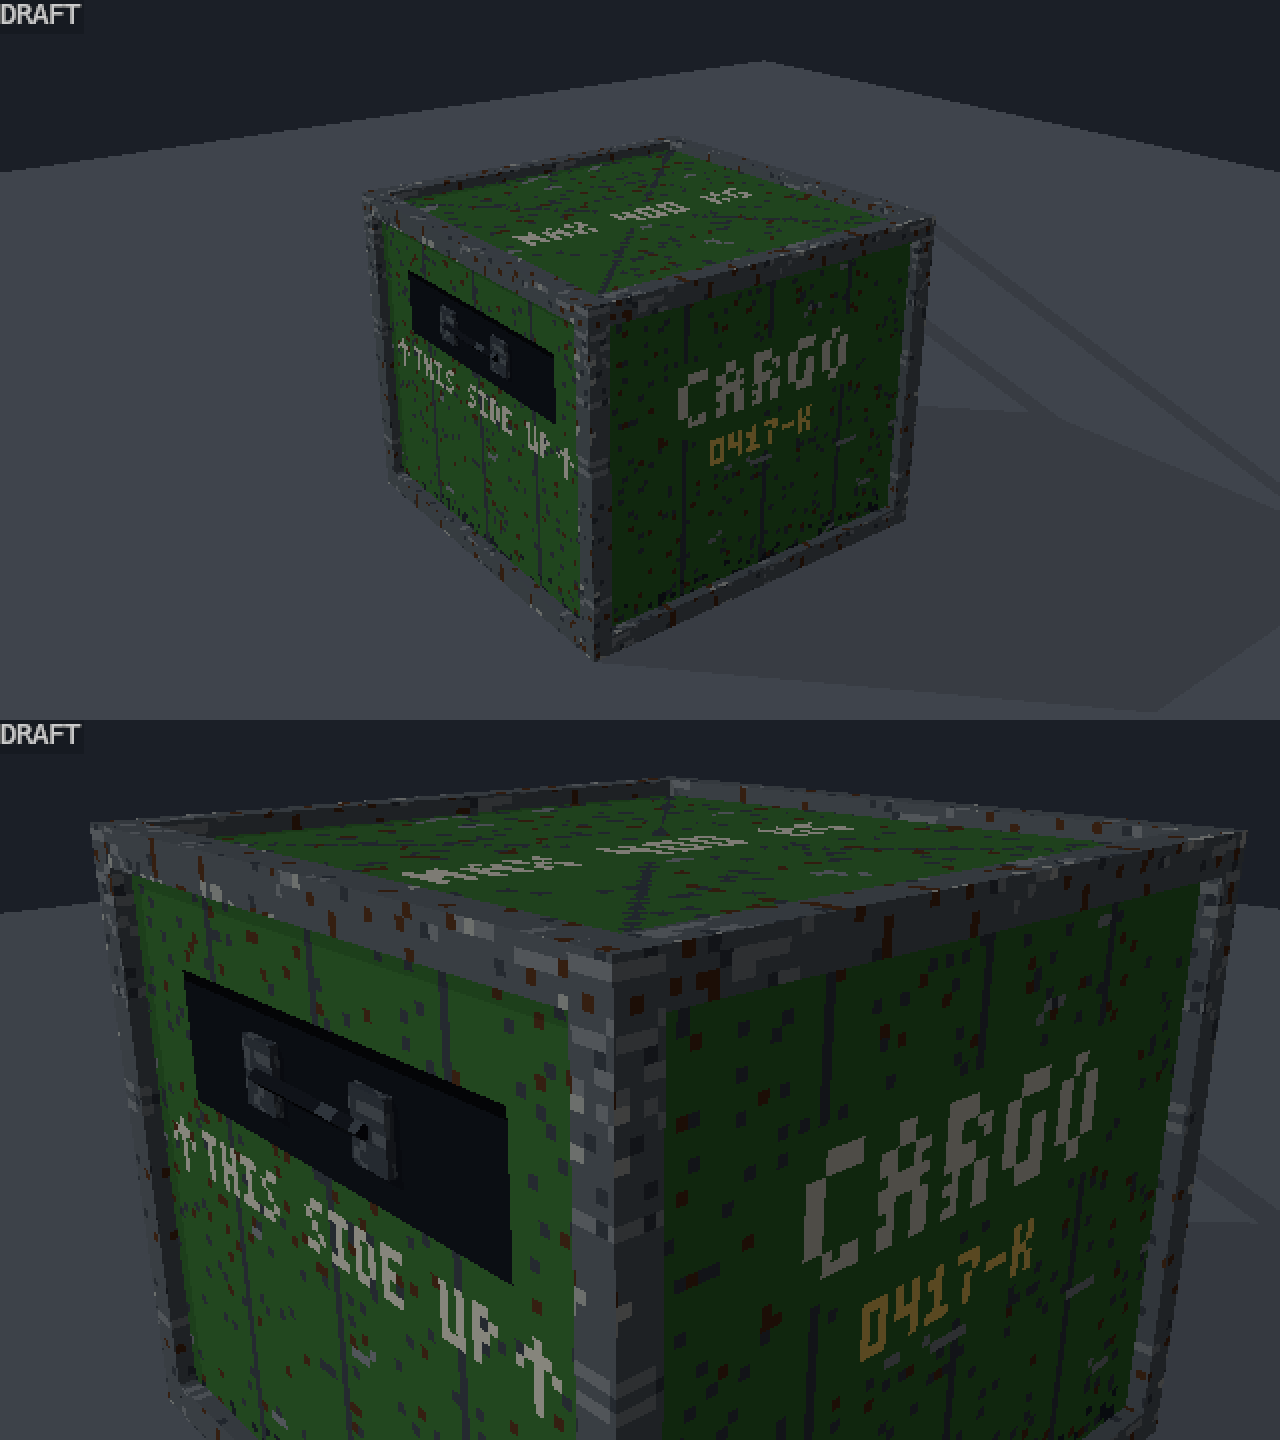 DRAFT
MAX 400 KG
↑THIS SIDE UP↑
CARGO
0417-K
DRAFT
MAX 400 KG
↑THIS SIDE UP↑
CARGO
0417-K